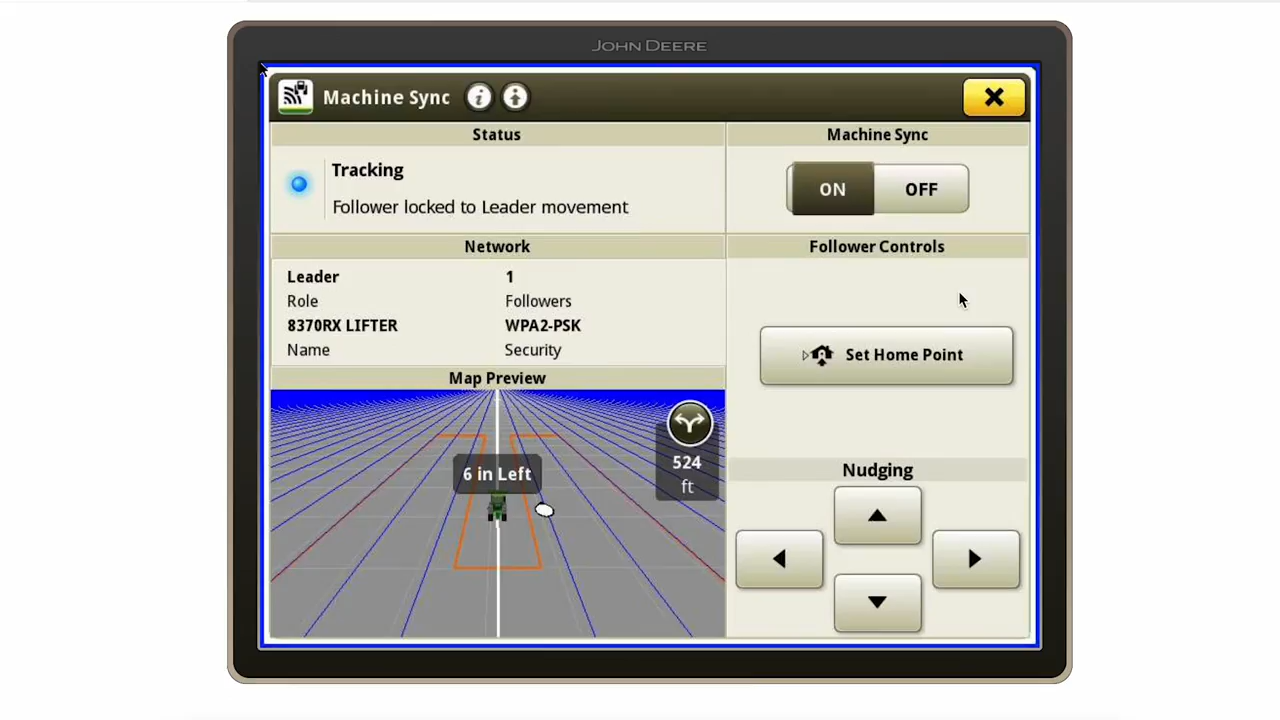 JOHN DEERE
Machine Sync
Status
Tracking
Follower locked to Leader movement
Machine Sync
ON OFF
Network
Leader 1
Role Followers
8370RX LIFTER WPA2-PSK
Name Security
Follower Controls
Set Home Point
Map Preview
6 in Left
524
ft
Nudging